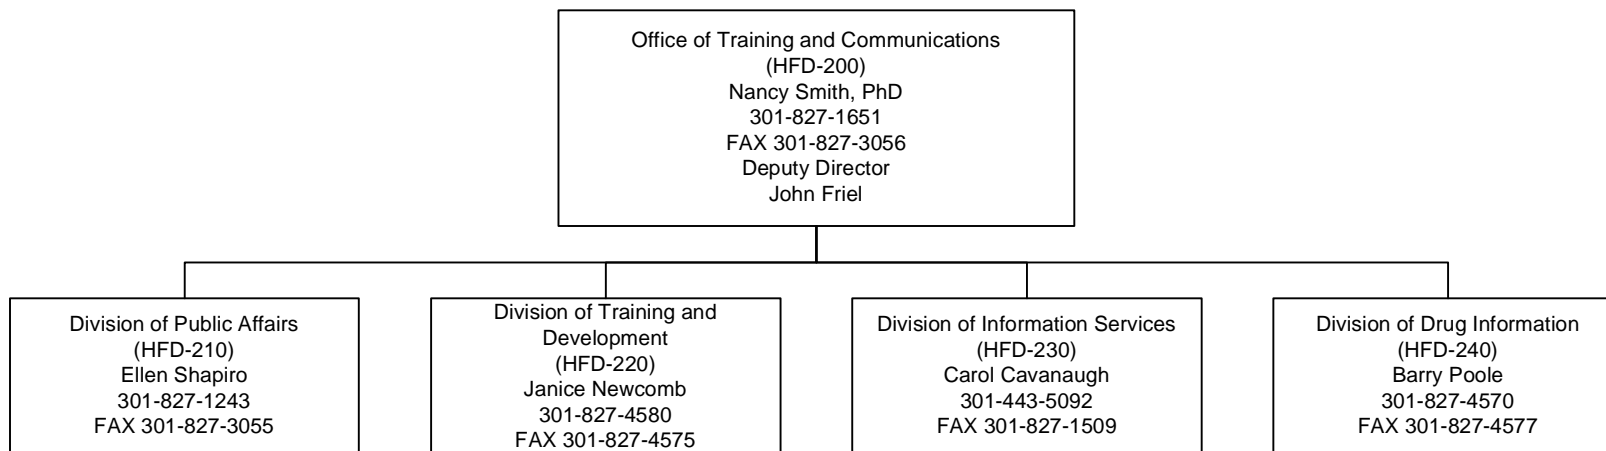 Office of Training and Communications
(HFD-200)
Nancy Smith, PhD
301-827-1651
FAX 301-827-3056
Deputy Director
John Friel
Division of Public Affairs
(HFD-210)
Ellen Shapiro
301-827-1243
FAX 301-827-3055
Division of Training and
Development
(HFD-220)
Janice Newcomb
301-827-4580
FAX 301-827-4575
Division of Information Services
(HFD-230)
Carol Cavanaugh
301-443-5092
FAX 301-827-1509
Division of Drug Information
(HFD-240)
Barry Poole
301-827-4570
FAX 301-827-4577